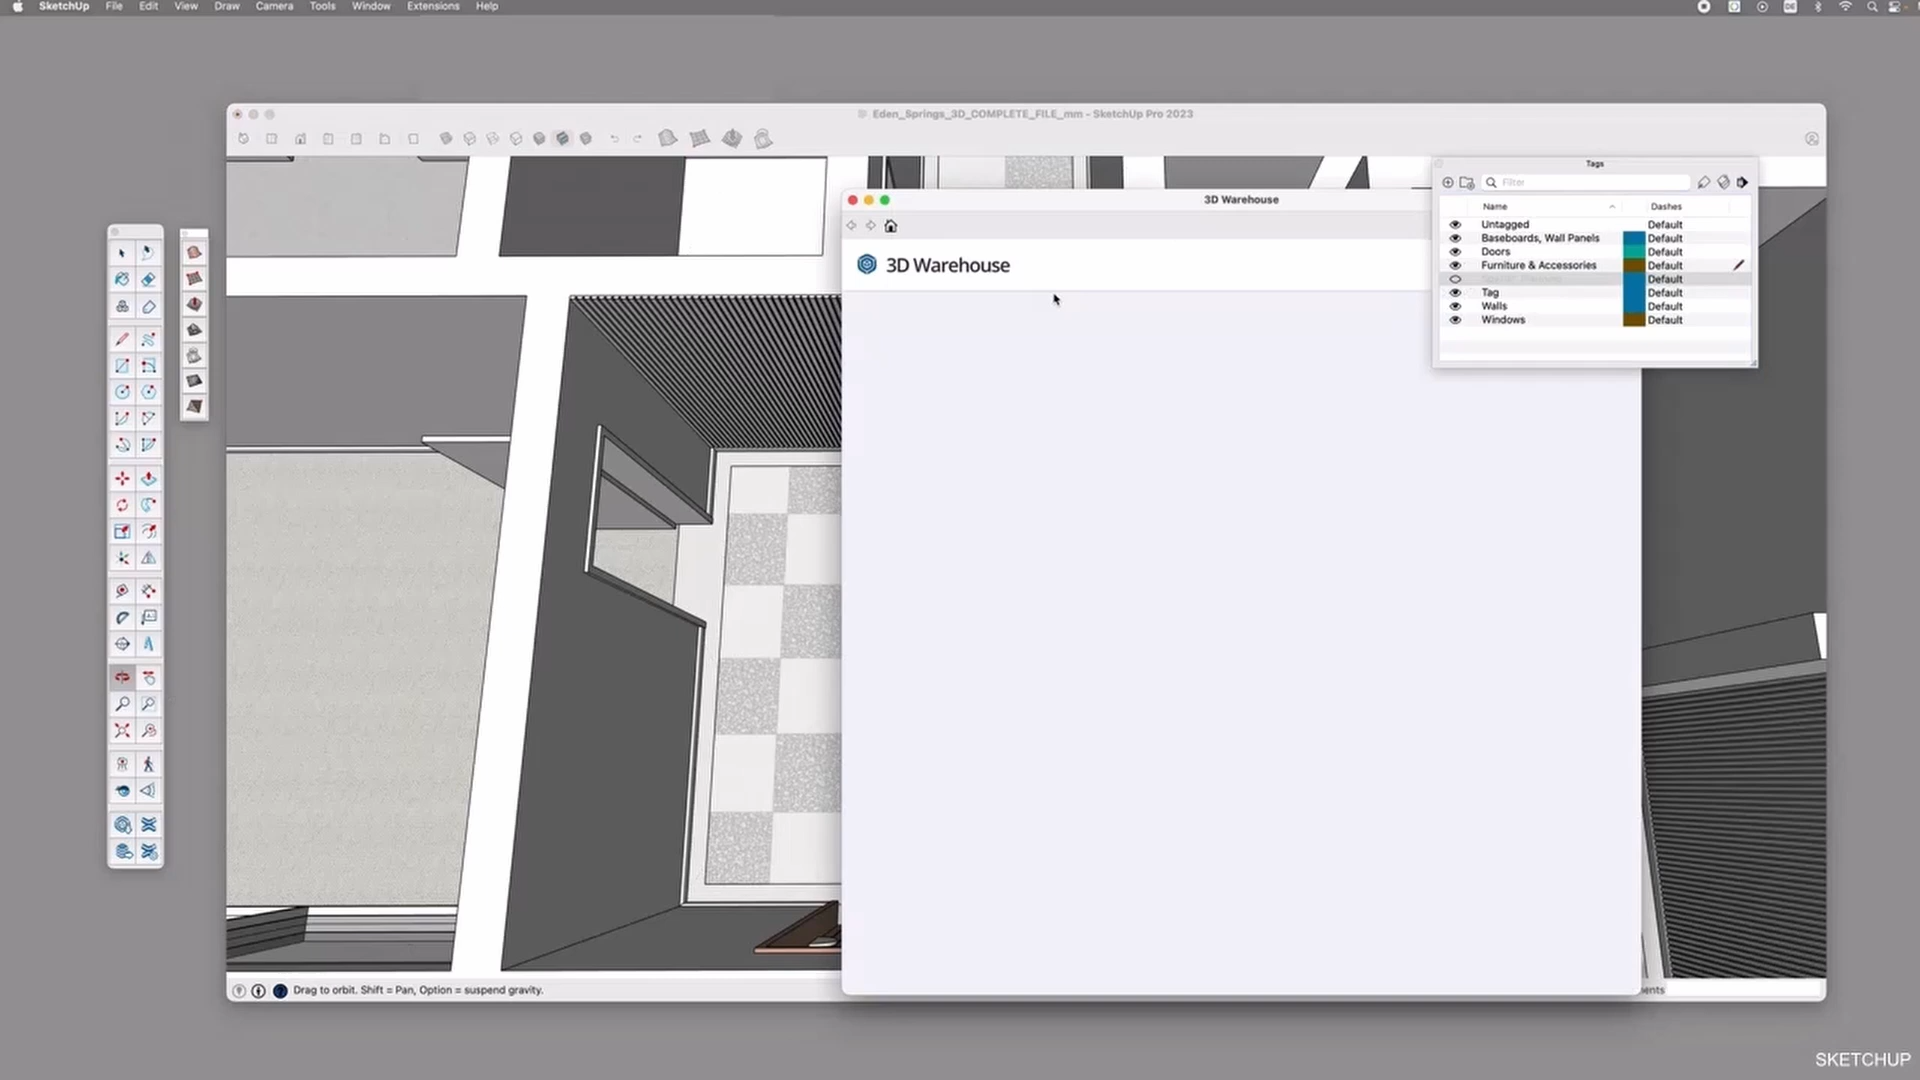 SketchUp File Edit View Draw Camera Tools Window Extensions Help
Eden_Springs_3D_COMPLETE_FILE_mm - SketchUp Pro 2023
Tags
Filter
Name Dashes
Untagged Default
Baseboards, Wall Panels Default
Doors Default
Furniture & Accessories Default
Default
Tag Default
Walls Default
Windows Default
3D Warehouse
3D Warehouse
Drag to orbit. Shift = Pan, Option = suspend gravity.
SKETCHUP